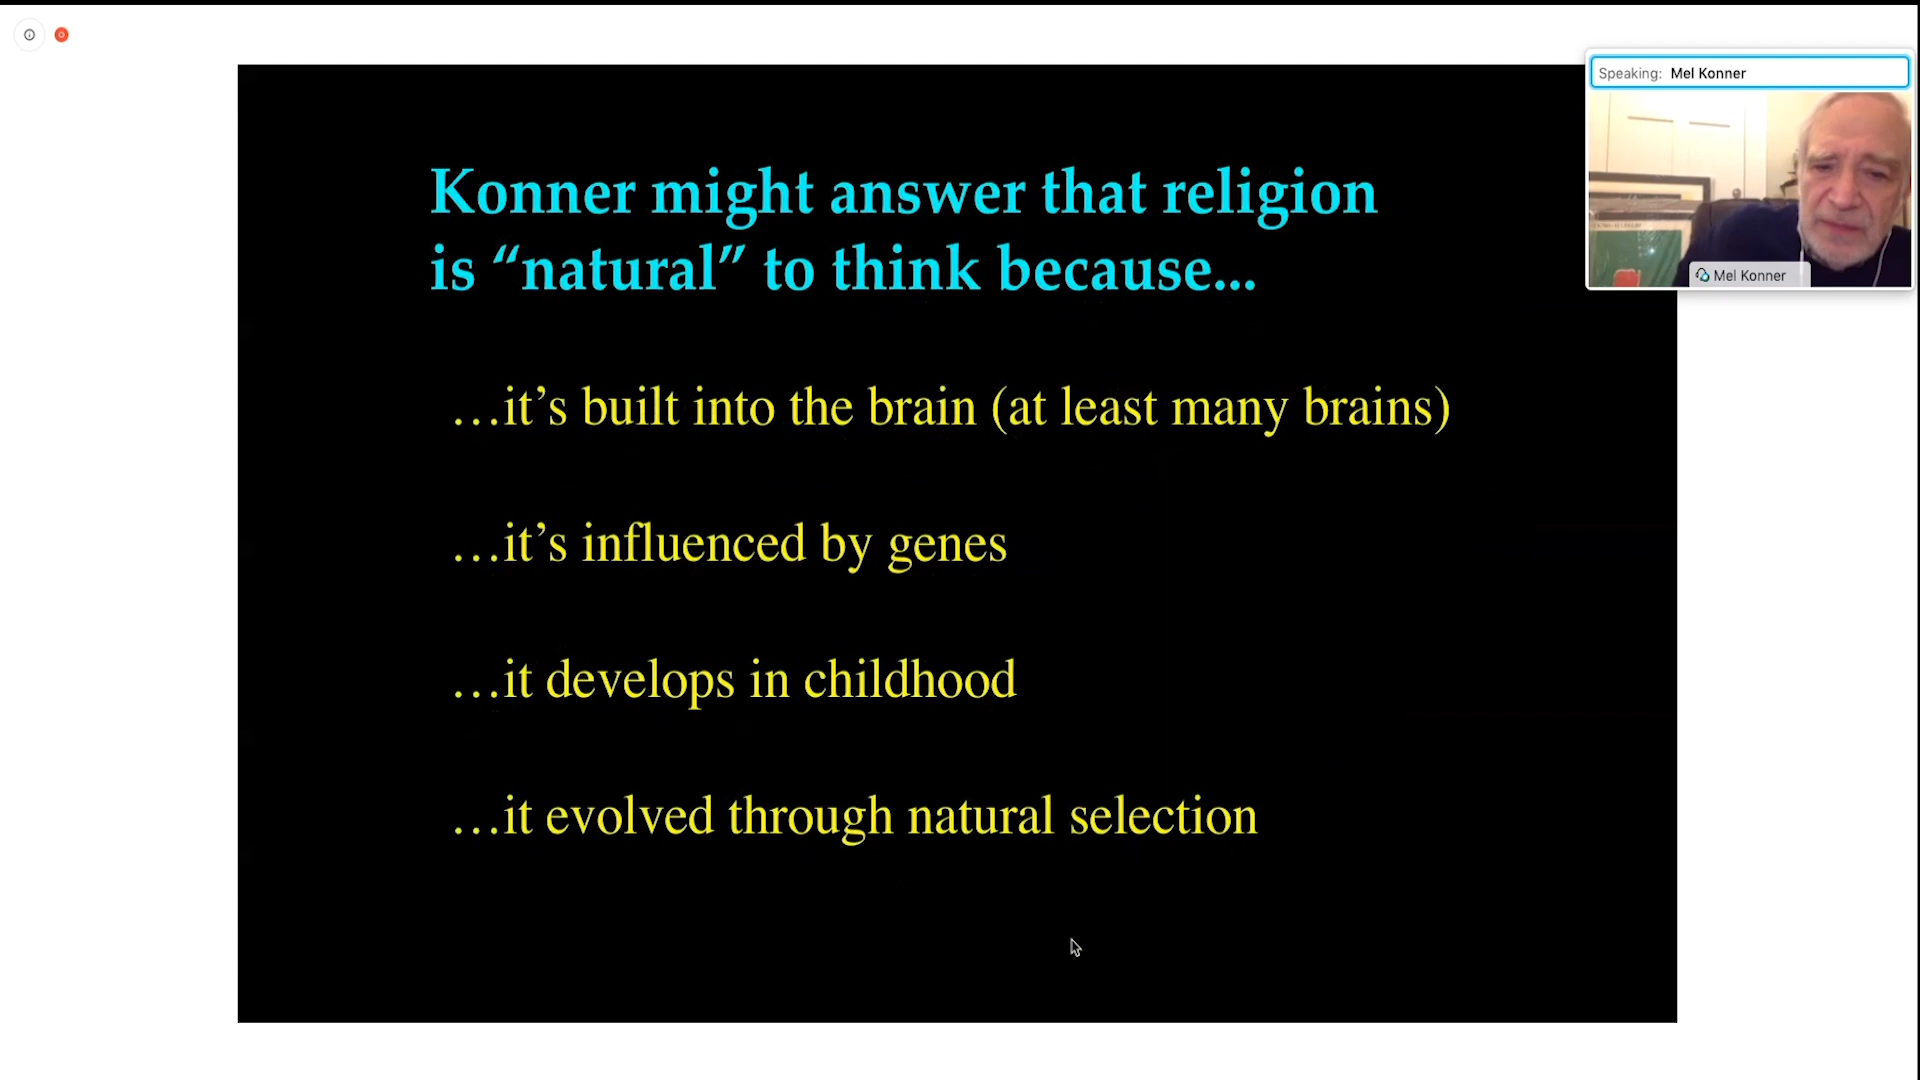 Speaking: Mel Konner
Mel Konner
Konner might answer that religion
is “natural” to think because...
…it’s built into the brain (at least many brains)
…it’s influenced by genes
…it develops in childhood
…it evolved through natural selection